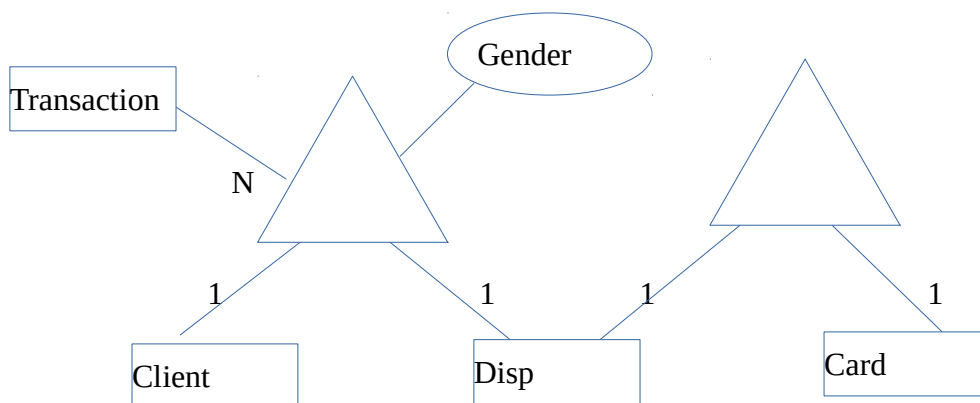 Gender
Transaction
N
1
1
1
1
Client
Disp
Card